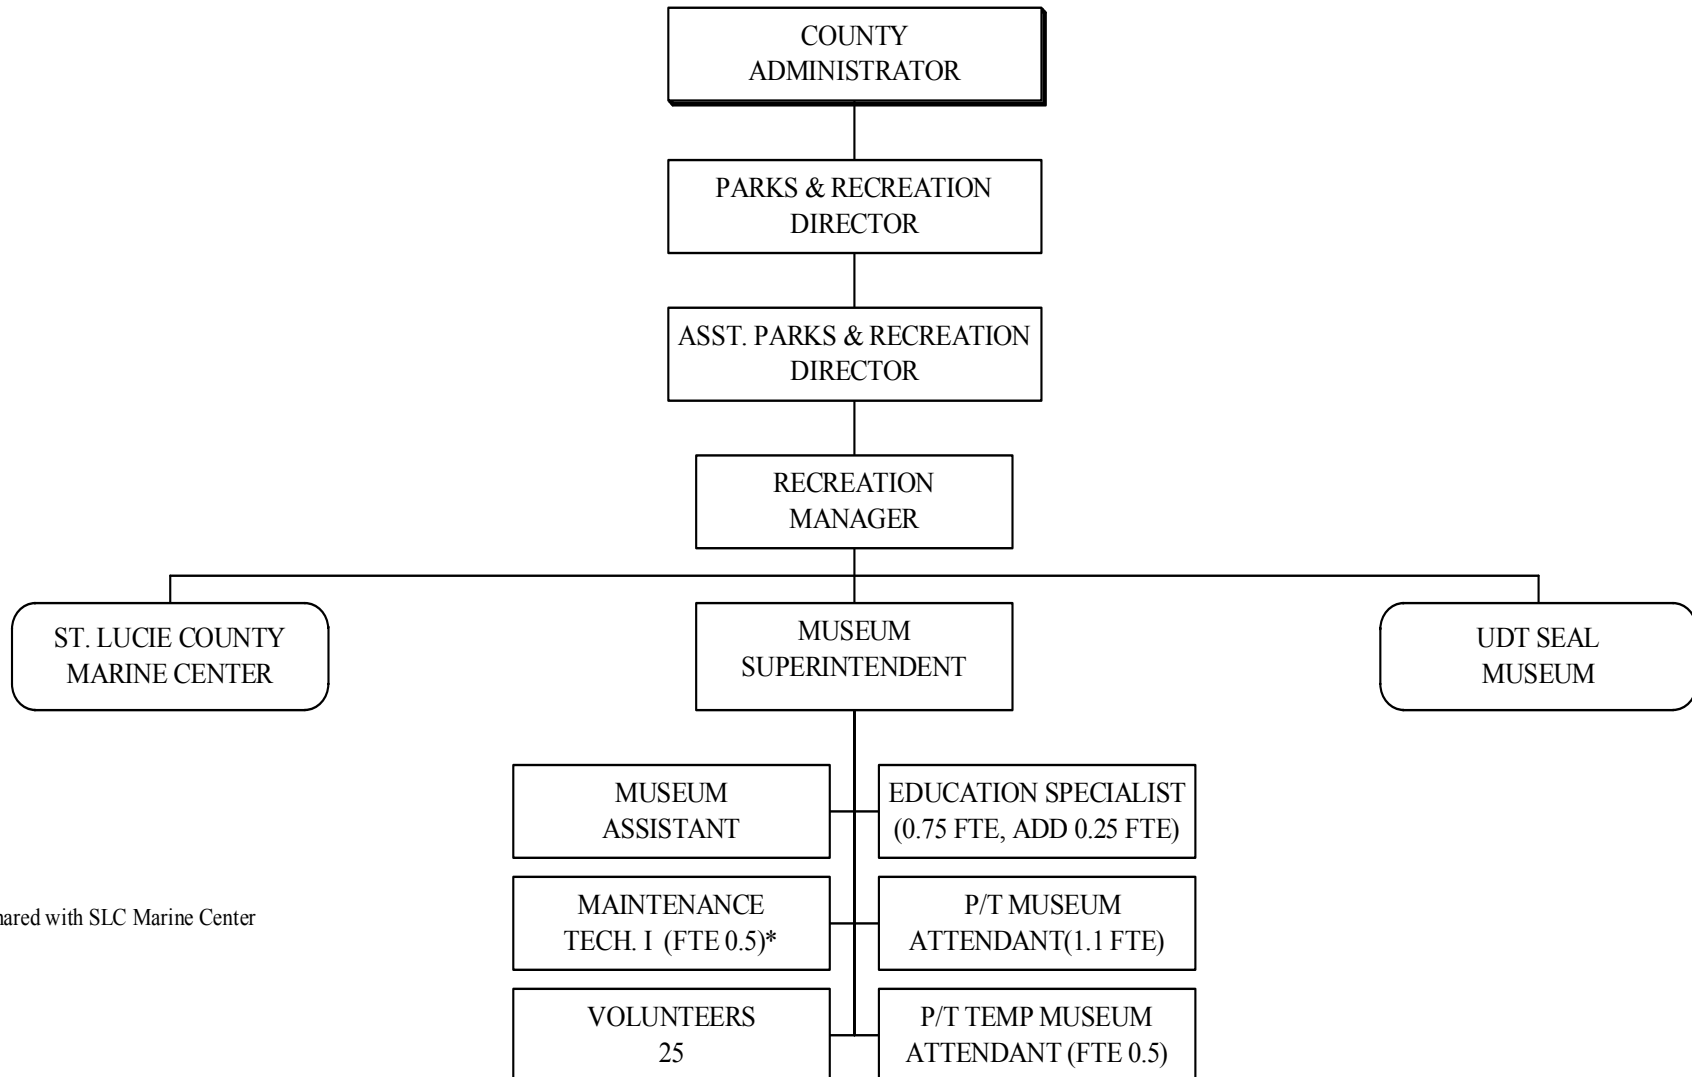 COUNTY
ADMINISTRATOR
PARKS & RECREATION
DIRECTOR
ASST. PARKS & RECREATION
DIRECTOR
RECREATION
MANAGER
ST. LUCIE COUNTY
MARINE CENTER
MUSEUM
SUPERINTENDENT
UDT SEAL
MUSEUM
MUSEUM
ASSISTANT
EDUCATION SPECIALIST
(0.75 FTE, ADD 0.25 FTE)
with SLC Marine Center
MAINTENANCE
TECH. I (FTE 0.5)*
P/T MUSEUM
ATTENDANT(1.1 FTE)
VOLUNTEERS
25
P/T TEMP MUSEUM
ATTENDANT (FTE 0.5)